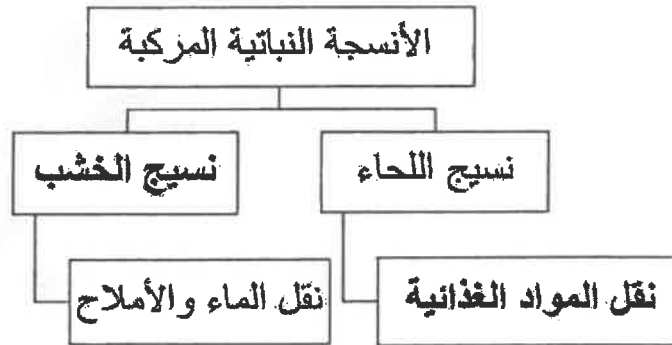 الأنسجة النباتية المركبة
نسيج اللحاء
نسيج الخشب
نقل المواد الغذائية
نقل الماء والأملاح